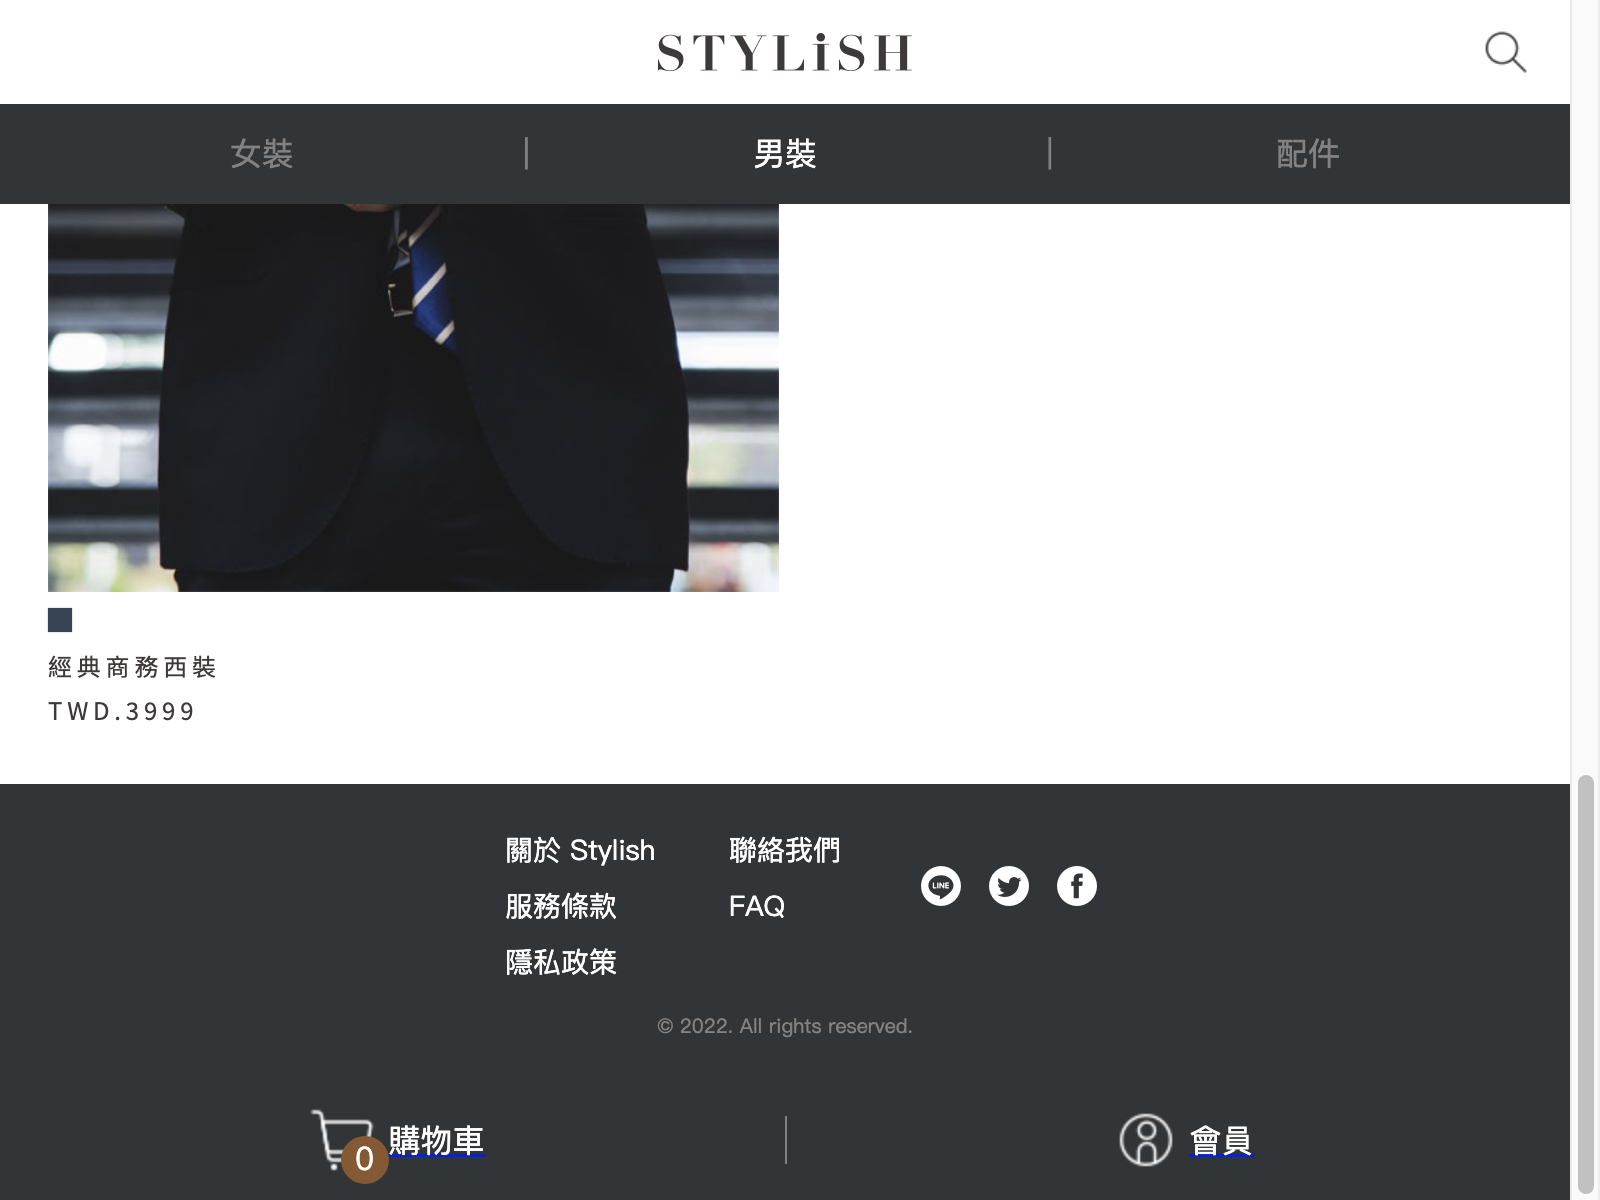 STYLiSH
女裝 | 男裝 | 配件
經典商務西裝
TWD.3999
關於 Stylish
服務條款
隱私政策
聯絡我們
FAQ
LINE
© 2022. All rights reserved.
0 購物車
會員